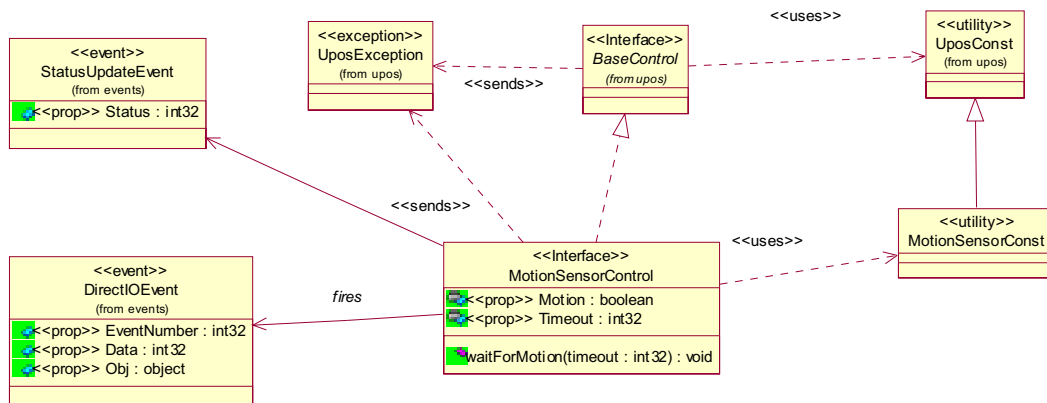 <<event>>
StatusUpdateEvent
(from events)
<<prop>> Status : int32
<<exception>>
UposException
(from upos)
<<sends>>
<<Interface>>
BaseControl
(from upos)
<<uses>>
<<utility>>
UposConst
(from upos)
<<sends>>
<<event>>
DirectIOEvent
(from events)
<<prop>> EventNumber : int32
<<prop>> Data : int32
<<prop>> Obj : object
fires
<<Interface>>
MotionSensorControl
<<prop>> Motion : boolean
<<prop>> Timeout : int32
waitForMotion(timeout : int32) : void
<<uses>>
<<utility>>
MotionSensorConst